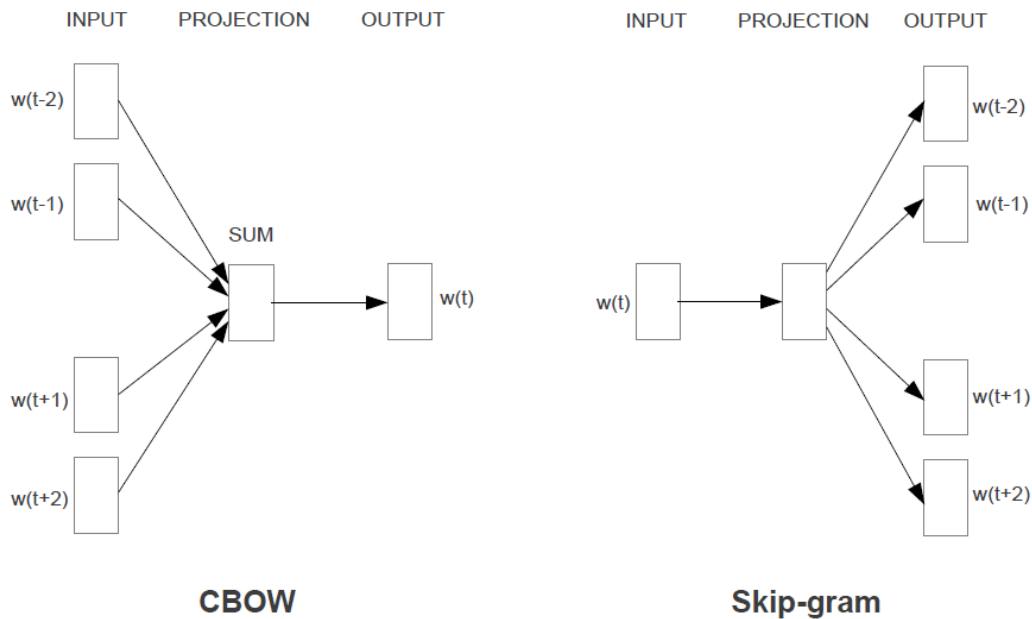 INPUT PROJECTION OUTPUT
w(t-2)
w(t-1)
SUM
w(t)
w(t+1)
w(t+2)
CBOW
INPUT PROJECTION OUTPUT
w(t-2)
w(t-1)
w(t)
w(t+1)
w(t+2)
Skip-gram